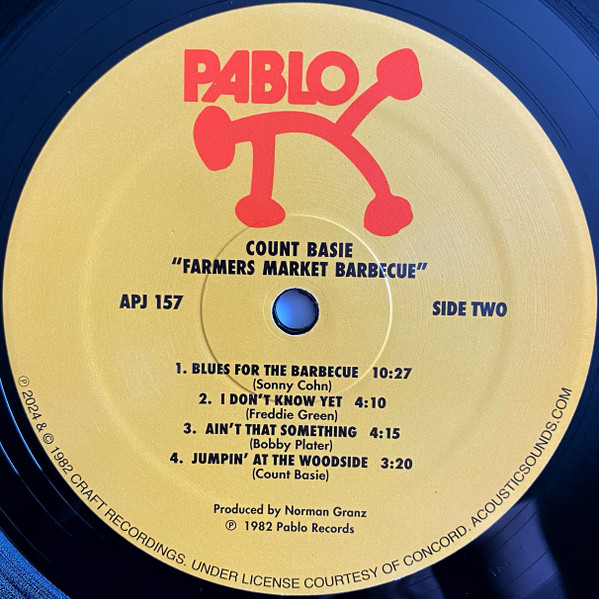 PABLO
COUNT BASIE
"FARMERS MARKET BARBECUE"
APJ 157
SIDE TWO
1. BLUES FOR THE BARBECUE 10:27
(Sonny Cohn)
2. I DON'T KNOW YET 4:10
(Freddie Green)
3. AIN'T THAT SOMETHING 4:15
(Bobby Plater)
4. JUMPIN' AT THE WOODSIDE 3:20
(Count Basie)
Produced by Norman Granz
℗ 1982 Pablo Records
℗ 2024 & © 1982 CRAFT RECORDINGS. UNDER LICENSE COURTESY OF CONCORD. ACOUSTICSOUNDS.COM